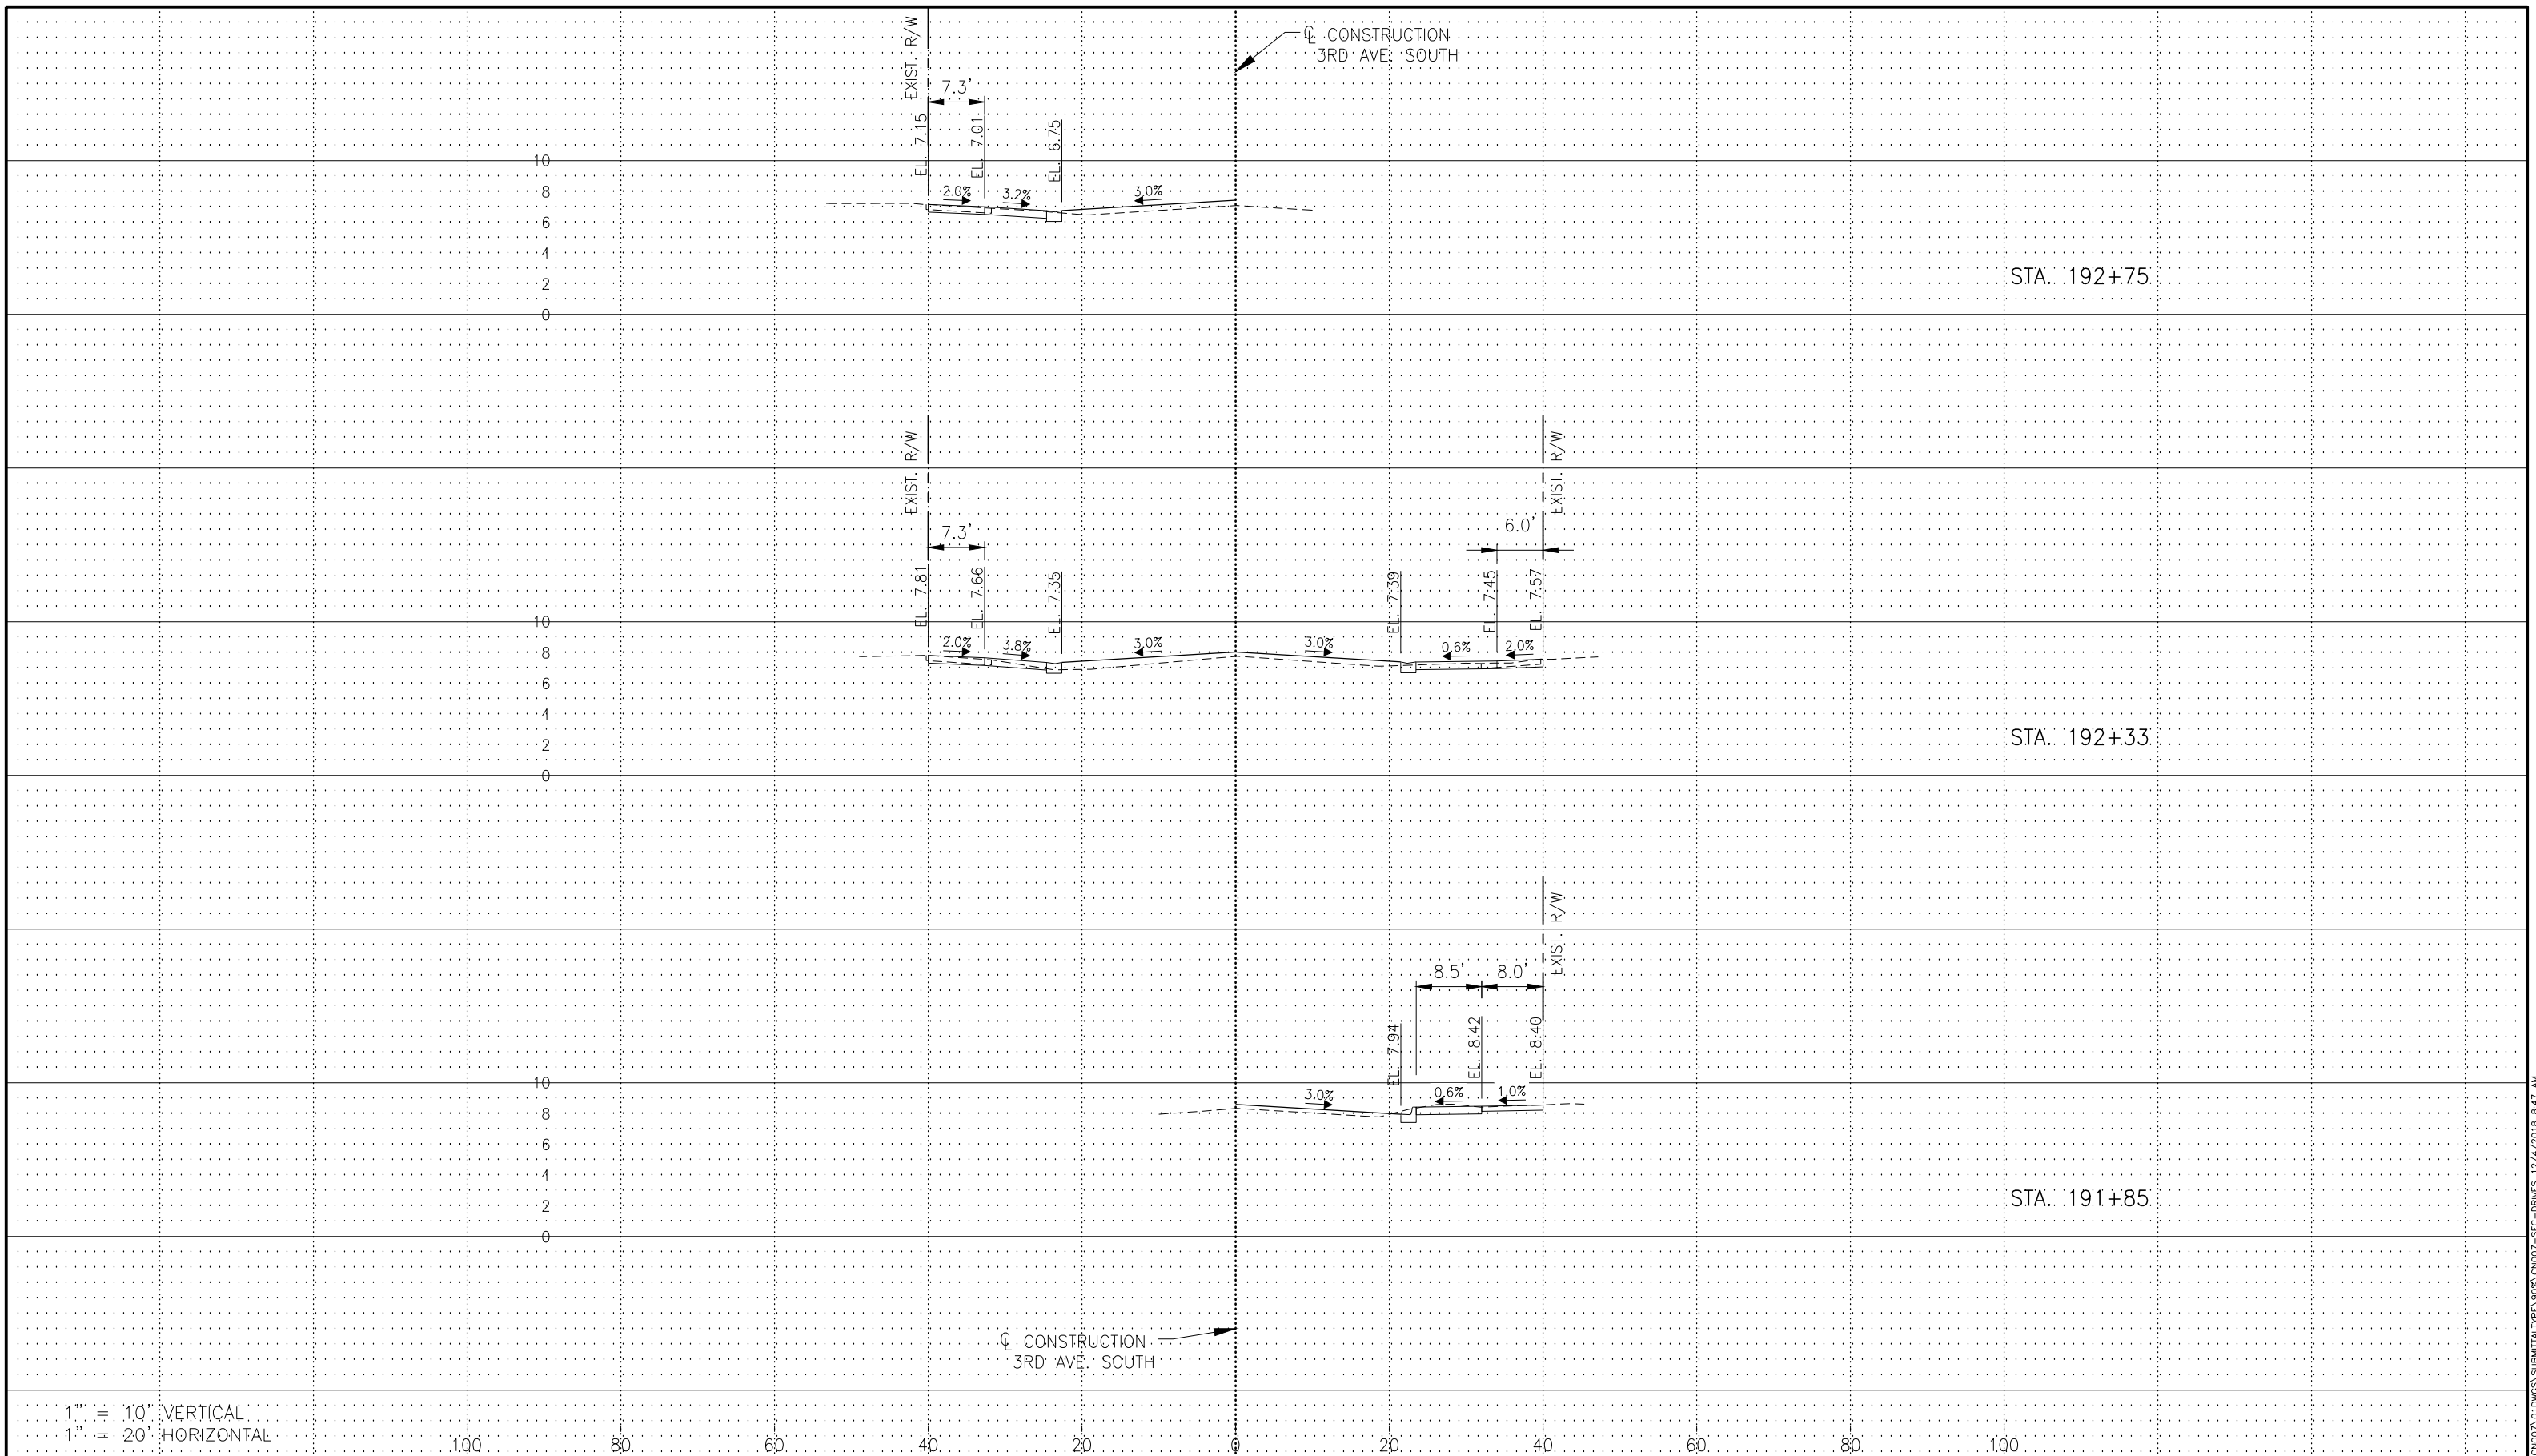 ℄ CONSTRUCTION
3RD AVE. SOUTH
EXIST. R/W
7.3'
EL. 7.15
EL. 7.01
EL. 6.75
10
2.0%
3.2%
3.0%
8
6
4
2
0
STA. 192+75
EXIST. R/W
EXIST. R/W
7.3'
6.0'
EL. 7.81
EL. 7.66
EL. 7.35
EL. 7.39
EL. 7.45
EL. 7.57
10
2.0%
3.8%
3.0%
3.0%
0.6%
2.0%
8
6
4
2
0
STA. 192+33
EXIST. R/W
8.5'
8.0'
EL. 7.94
EL. 8.42
EL. 8.40
10
3.0%
0.6%
1.0%
8
6
4
2
0
STA. 191+85
℄ CONSTRUCTION
3RD AVE. SOUTH
1" = 10' VERTICAL
1" = 20' HORIZONTAL
100 80 60 40 20 0 20 40 60 80 100